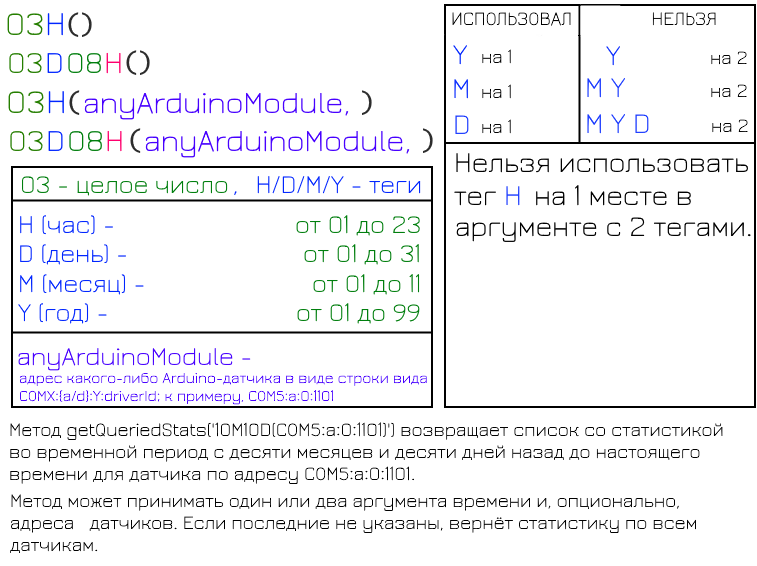 03H()
03D08H()
03H(anyArduinoModule, )
03D08H(anyArduinoModule, )
03 - целое число, H/D/M/Y - теги
H (час) - от 01 до 23
D (день) - от 01 до 31
M (месяц) - от 01 до 11
Y (год) - от 01 до 99
anyArduinoModule -
адрес какого-либо Arduino-датчика в виде строки вида
COMX:{a/d}:Y:driverId; к примеру, COM5:a:0:1101
ИСПОЛЬЗОВАЛ НЕЛЬЗЯ
Y на 1 Y на 2
M на 1 M Y на 2
D на 1 M Y D на 2
Нельзя использовать
тег H на 1 месте в
аргументе с 2 тегами.
Метод getQueriedStats('10M10D(COM5:a:0:1101)') возвращает список со статистикой
во временной период с десяти месяцев и десяти дней назад до настоящего
времени для датчика по адресу COM5:a:0:1101.
Метод может принимать один или два аргумента времени и, опционально,
адреса датчиков. Если последние не указаны, вернёт статистику по всем
датчикам.